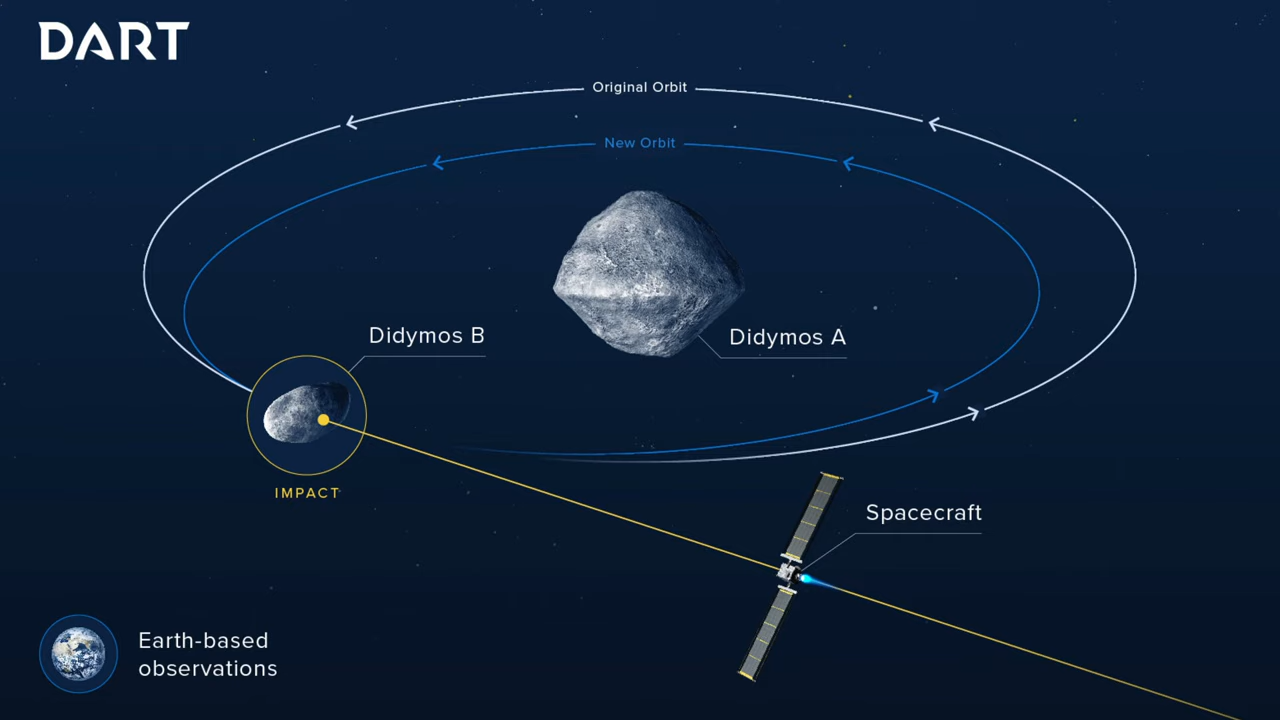 DART
Original Orbit
New Orbit
Didymos B
Didymos A
IMPACT
Spacecraft
Earth-based
observations